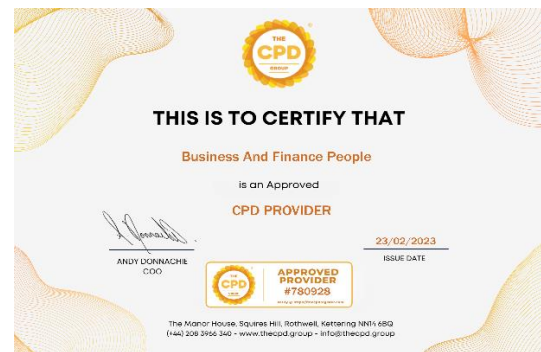 THE
CPD
GROUP
THIS IS TO CERTIFY THAT
Business And Finance People
is an Approved
CPD PROVIDER
23/02/2023
ANDY DONNACHIE
COO
ISSUE DATE
THE
CPD
GROUP
APPROVED
PROVIDER
#780928
The Manor House, Squires Hill, Rothwell, Kettering NN14 6BQ
(+44) 208 3966 340 - www.thecpd.group - info@thecpd.group